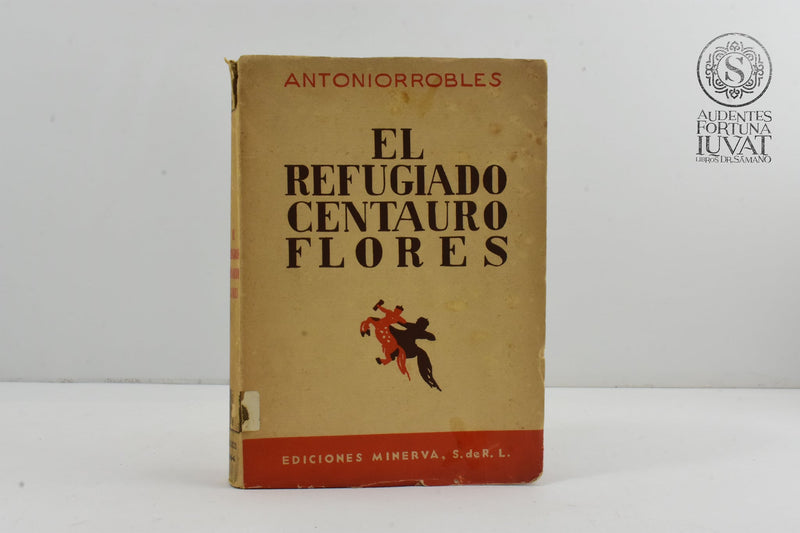 ANTONIORROBLES
EL
REFUGIADO
CENTAURO
FLORES
EDICIONES MINERVA, S. de R. L.
S
AUDENTES
FORTUNA
IUVAT
LIBROS DR. SÁMANO